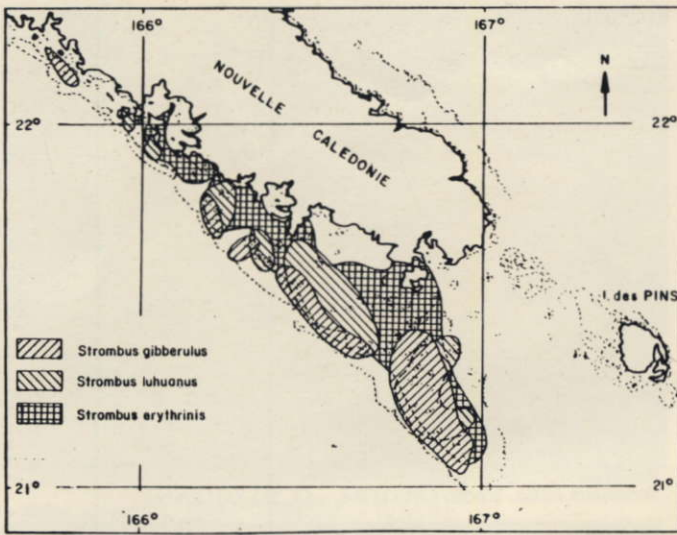 166°
167°
N
NOUVELLE
CALEDONIE
22°
22°
I. des PINS
Strombus gibberulus
Strombus luhuanus
Strombus erythrinis
21°
21°
166°
167°